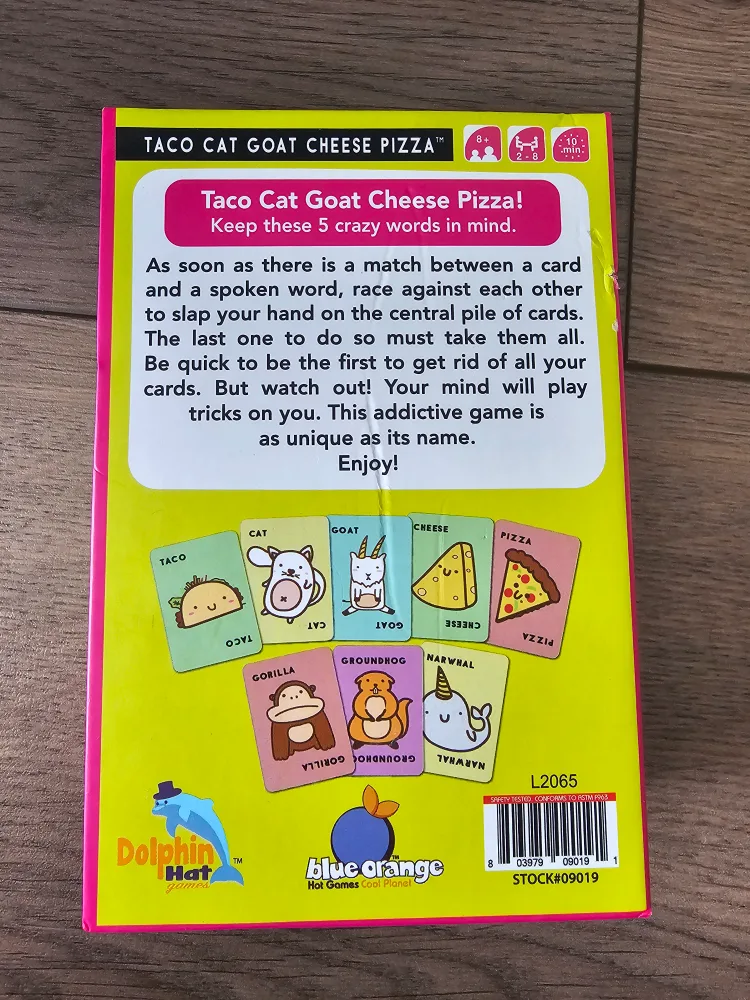 TACO CAT GOAT CHEESE PIZZA™
8+
2 - 8
10 min.
Taco Cat Goat Cheese Pizza!
Keep these 5 crazy words in mind.
As soon as there is a match between a card
and a spoken word, race against each other
to slap your hand on the central pile of cards.
The last one to do so must take them all.
Be quick to be the first to get rid of all your
cards. But watch out! Your mind will play
tricks on you. This addictive game is
as unique as its name.
Enjoy!
TACO
TACO
CAT
CAT
GOAT
GOAT
CHEESE
CHEESE
PIZZA
PIZZA
GORILLA
GORILLA
GROUNDHOG
GROUNDHOG
NARWHAL
NARWHAL
Dolphin
Hat™
games
blue orange™
Hot Games Cool Planet
L2065
SAFETY TESTED. CONFORMS TO ASTM F963
8 03979 09019 1
STOCK#09019